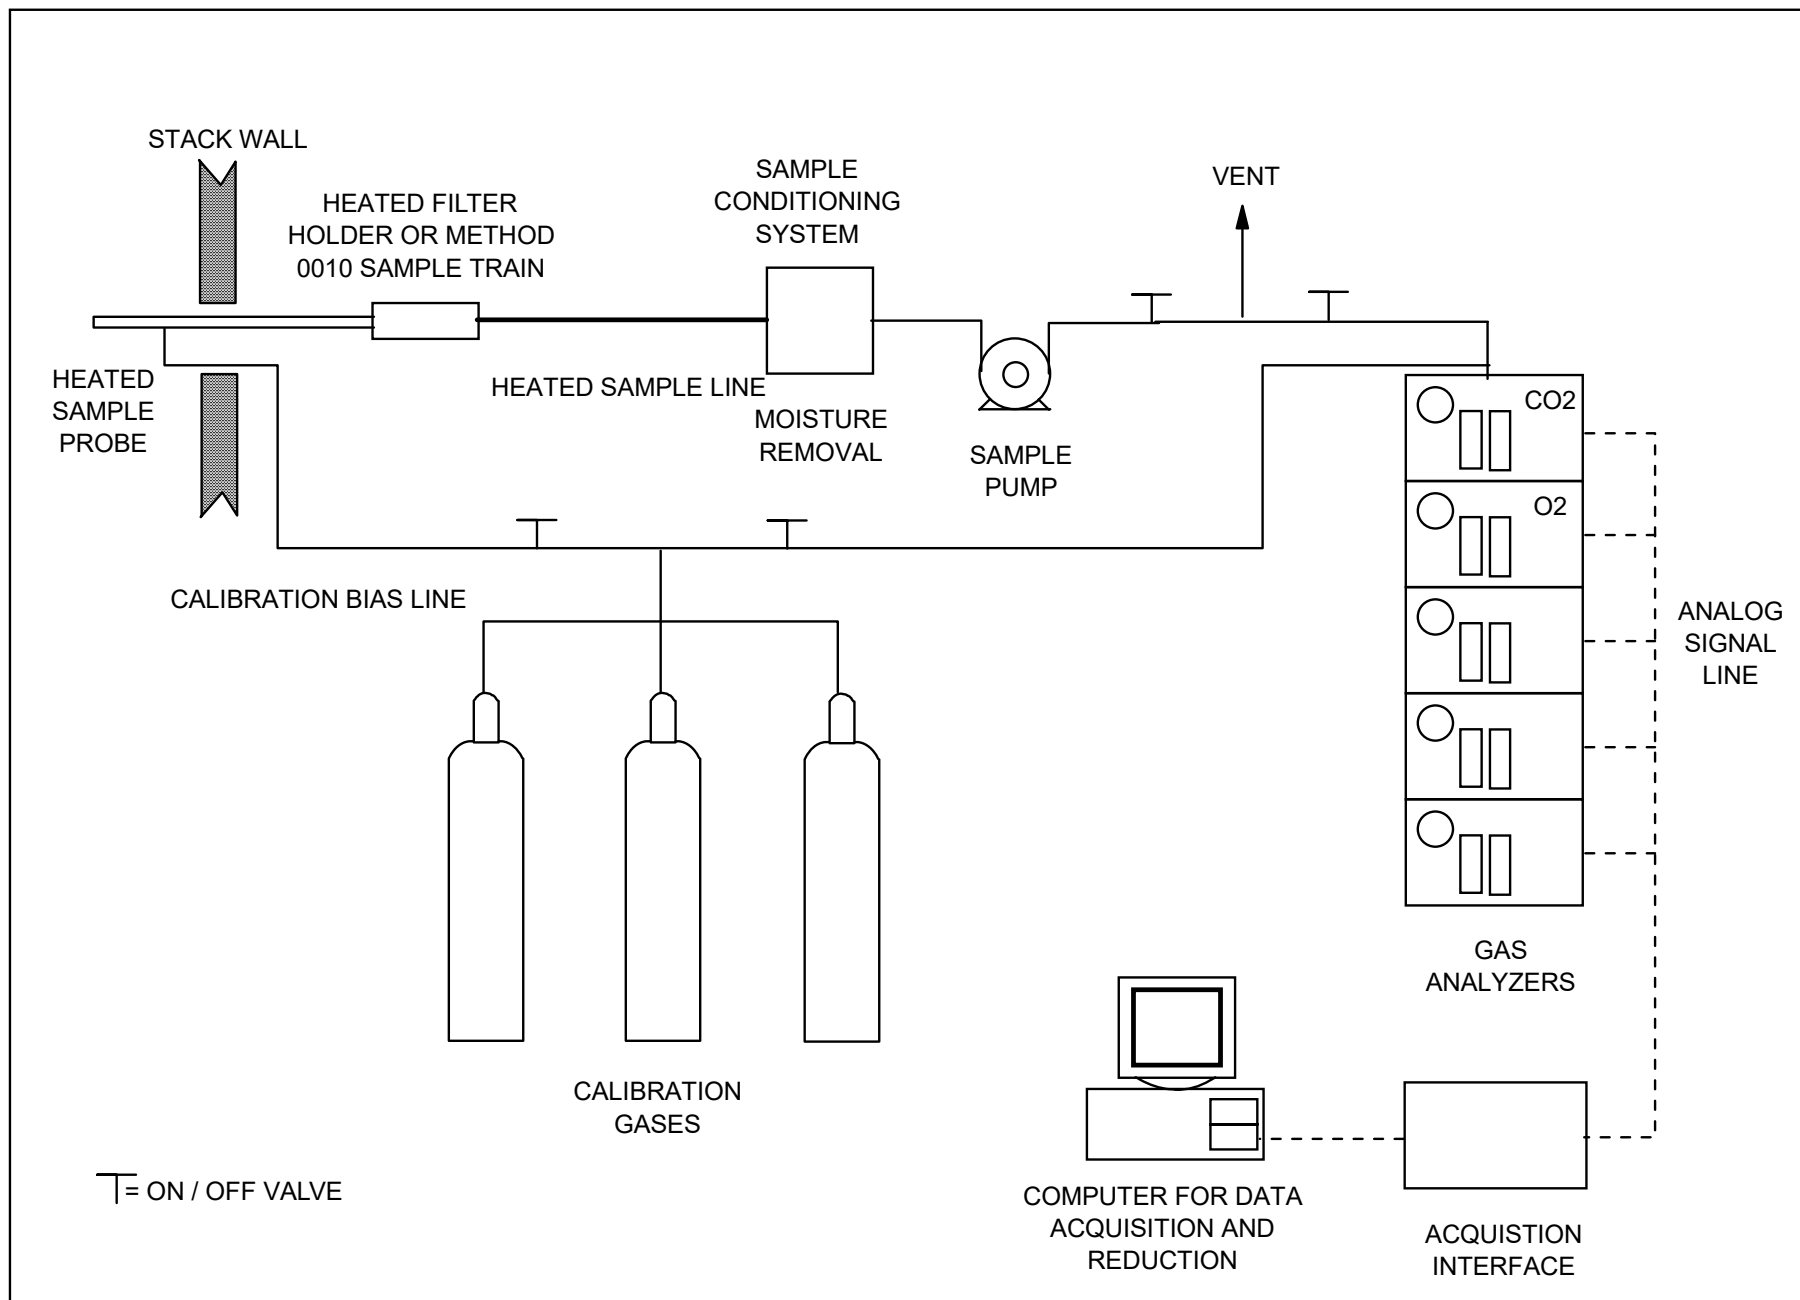 STACK WALL
HEATED FILTER
HOLDER OR METHOD
0010 SAMPLE TRAIN
SAMPLE
CONDITIONING
SYSTEM
VENT
HEATED
SAMPLE
PROBE
HEATED SAMPLE LINE
MOISTURE
REMOVAL
SAMPLE
PUMP
CO2
O2
CALIBRATION BIAS LINE
ANALOG
SIGNAL
LINE
GAS
ANALYZERS
CALIBRATION
GASES
= ON / OFF VALVE
COMPUTER FOR DATA
ACQUISITION AND
REDUCTION
ACQUISTION
INTERFACE